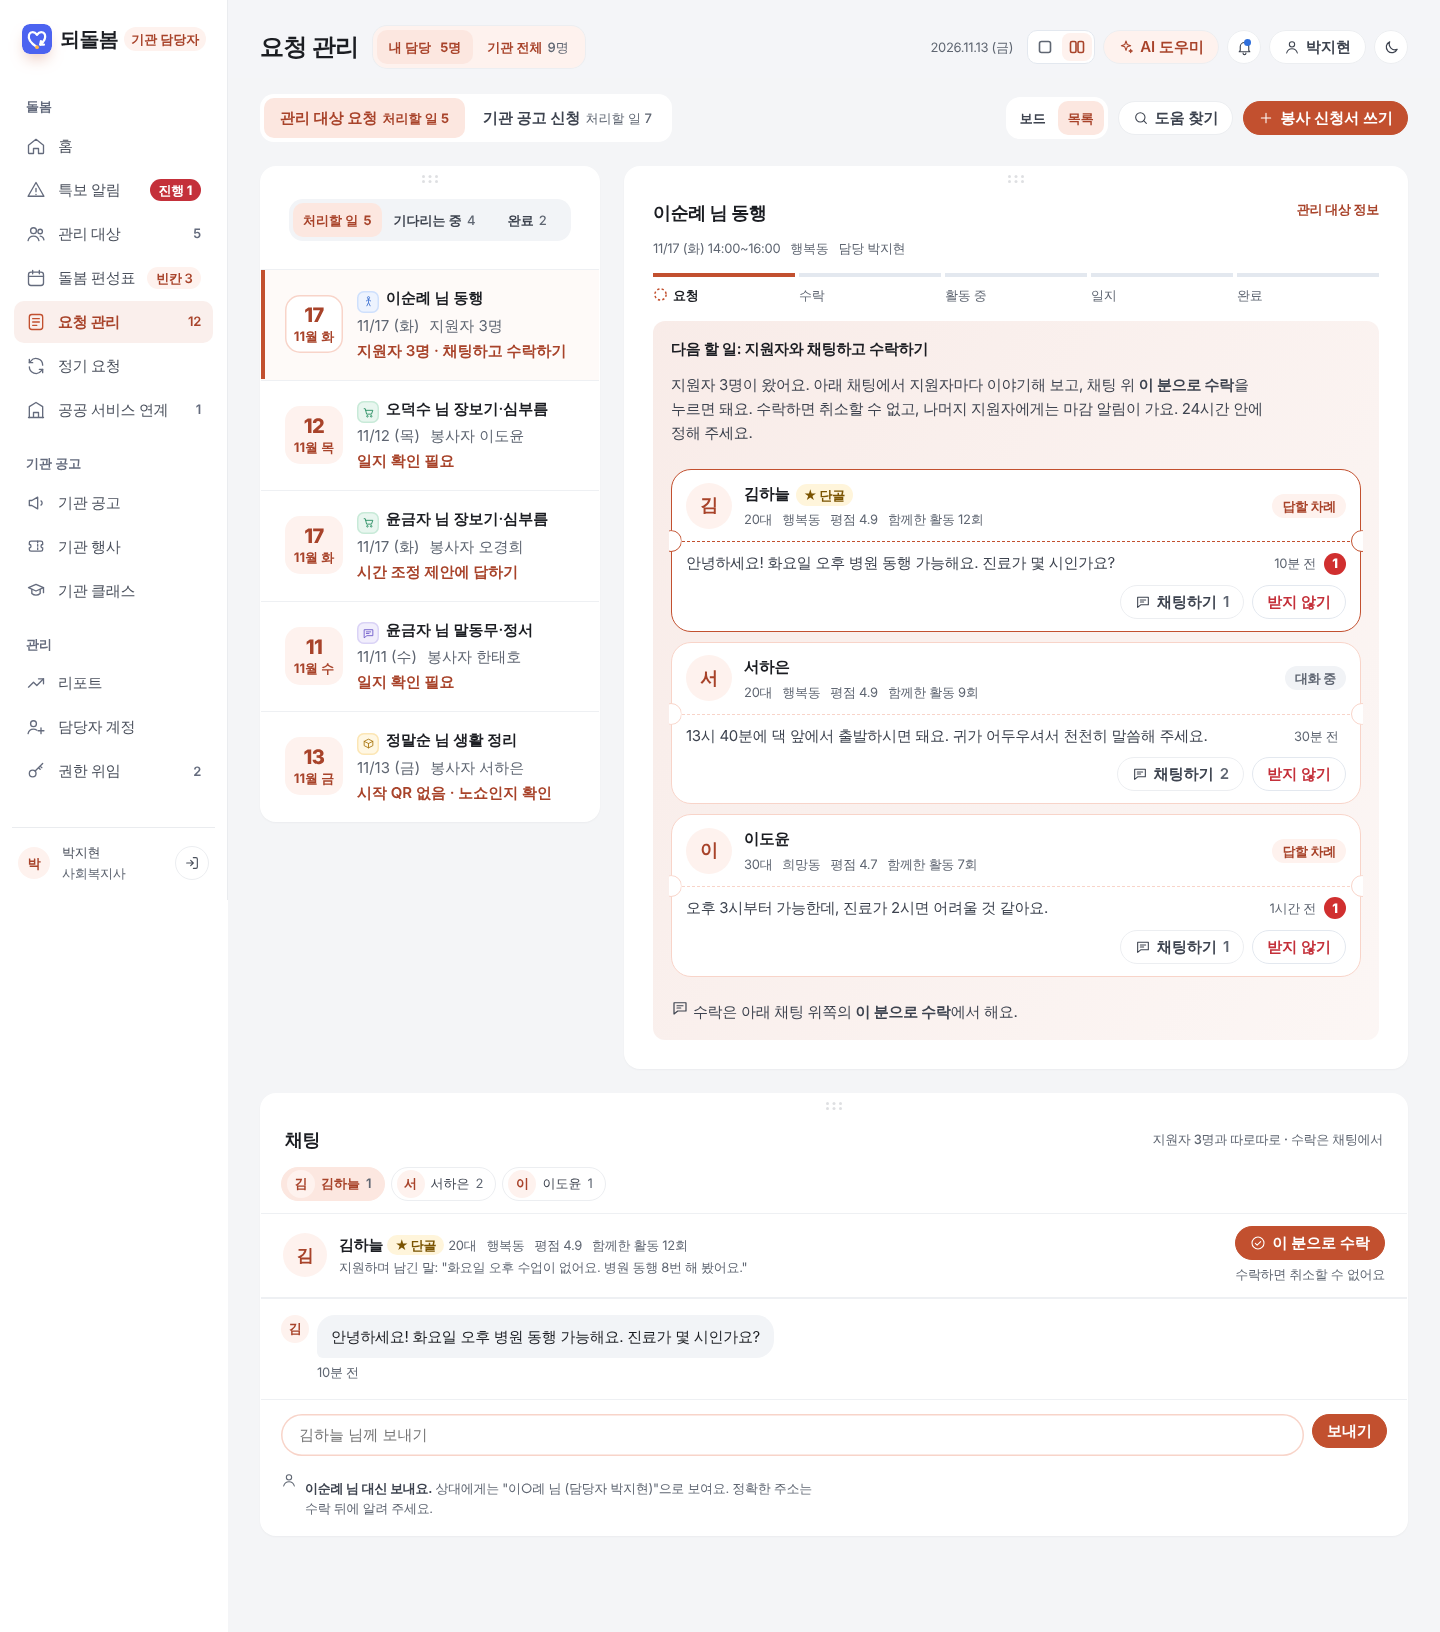 되돌봄 기관 담당자
돌봄
홈
특보 알림 진행 1
관리 대상 5
돌봄 편성표 빈칸 3
요청 관리 12
정기 요청
공공 서비스 연계 1
기관 공고
기관 공고
기관 행사
기관 클래스
관리
리포트
담당자 계정
권한 위임 2
박 박지현
사회복지사
요청 관리 내 담당 5명 기관 전체 9명
2026.11.13 (금) AI 도우미 박지현
관리 대상 요청 처리할 일 5 기관 공고 신청 처리할 일 7
보드 목록 도움 찾기 봉사 신청서 쓰기
처리할 일 5 기다리는 중 4 완료 2
17 11월 화
이순례 님 동행
11/17 (화) 지원자 3명
지원자 3명 · 채팅하고 수락하기
12 11월 목
오덕수 님 장보기·심부름
11/12 (목) 봉사자 이도윤
일지 확인 필요
17 11월 화
윤금자 님 장보기·심부름
11/17 (화) 봉사자 오경희
시간 조정 제안에 답하기
11 11월 수
윤금자 님 말동무·정서
11/11 (수) 봉사자 한태호
일지 확인 필요
13 11월 금
정말순 님 생활 정리
11/13 (금) 봉사자 서하은
시작 QR 없음 · 노쇼인지 확인
이순례 님 동행 관리 대상 정보
11/17 (화) 14:00~16:00 행복동 담당 박지현
요청 수락 활동 중 일지 완료
다음 할 일: 지원자와 채팅하고 수락하기
지원자 3명이 왔어요. 아래 채팅에서 지원자마다 이야기해 보고, 채팅 위 이 분으로 수락을
누르면 돼요. 수락하면 취소할 수 없고, 나머지 지원자에게는 마감 알림이 가요. 24시간 안에
정해 주세요.
김 김하늘 ★ 단골 답할 차례
20대 행복동 평점 4.9 함께한 활동 12회
안녕하세요! 화요일 오후 병원 동행 가능해요. 진료가 몇 시인가요? 10분 전 1
채팅하기 1 받지 않기
서 서하은 대화 중
20대 행복동 평점 4.9 함께한 활동 9회
13시 40분에 댁 앞에서 출발하시면 돼요. 귀가 어두우셔서 천천히 말씀해 주세요. 30분 전
채팅하기 2 받지 않기
이 이도윤 답할 차례
30대 희망동 평점 4.7 함께한 활동 7회
오후 3시부터 가능한데, 진료가 2시면 어려울 것 같아요. 1시간 전 1
채팅하기 1 받지 않기
수락은 아래 채팅 위쪽의 이 분으로 수락에서 해요.
채팅 지원자 3명과 따로따로 · 수락은 채팅에서
김 김하늘 1 서 서하은 2 이 이도윤 1
김 김하늘 ★ 단골 20대 행복동 평점 4.9 함께한 활동 12회
지원하며 남긴 말: "화요일 오후 수업이 없어요. 병원 동행 8번 해 봤어요."
이 분으로 수락
수락하면 취소할 수 없어요
김 안녕하세요! 화요일 오후 병원 동행 가능해요. 진료가 몇 시인가요?
10분 전
김하늘 님께 보내기 보내기
이순례 님 대신 보내요. 상대에게는 "이○례 님 (담당자 박지현)"으로 보여요. 정확한 주소는
수락 뒤에 알려 주세요.